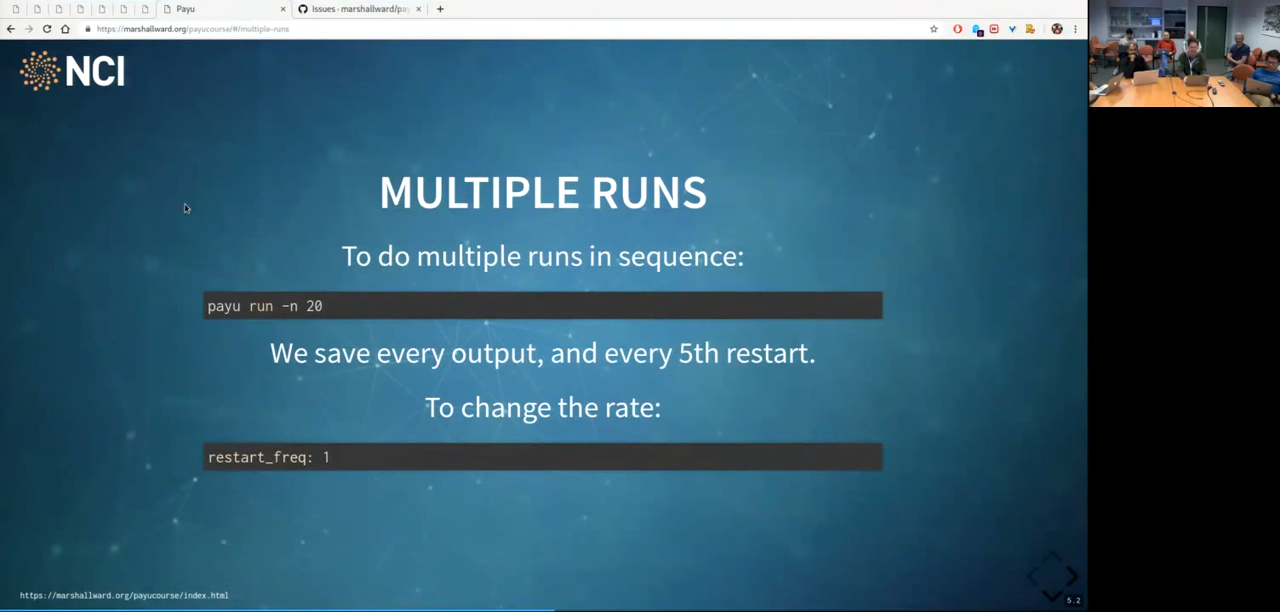 Payu
Issues · marshallward/pay
https://marshallward.org/payucourse/#/multiple-runs
NCI
MULTIPLE RUNS
To do multiple runs in sequence:
payu run -n 20
We save every output, and every 5th restart.
To change the rate:
restart_freq: 1
https://marshallward.org/payucourse/index.html
5.2